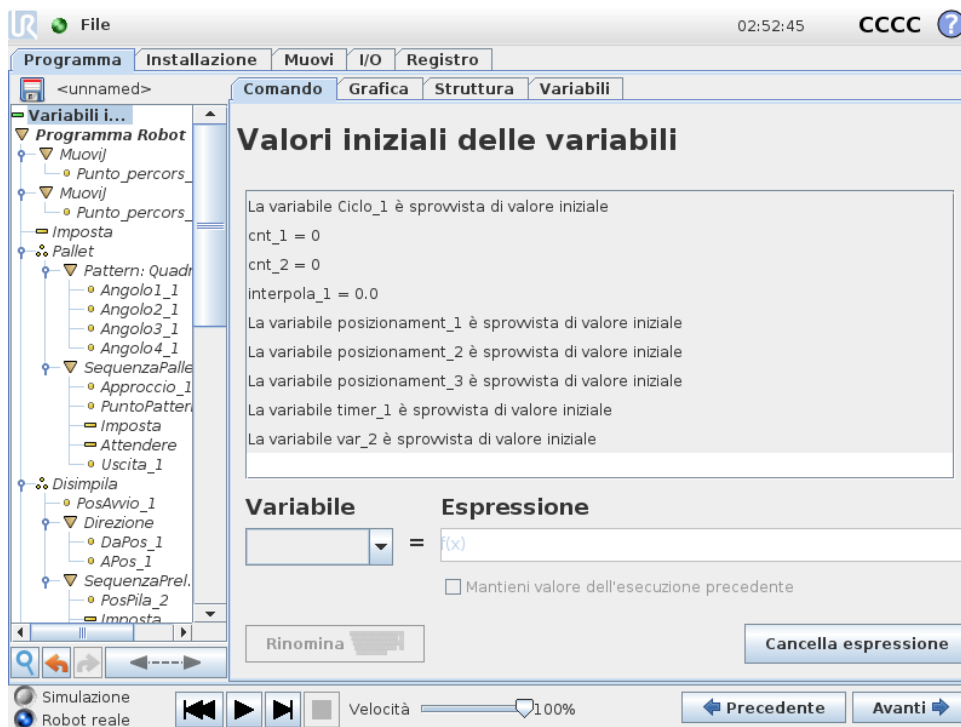 UR File 02:52:45 CCCC ?
Programma Installazione Muovi I/O Registro
<unnamed>
Comando Grafica Struttura Variabili
Variabili i...
Programma Robot
MuoviJ
Punto_percors_
MuoviJ
Punto_percors_
Imposta
Pallet
Pattern: Quadr
Angolo1_1
Angolo2_1
Angolo3_1
Angolo4_1
SequenzaPalle
Approccio_1
PuntoPatter
Imposta
Attendere
Uscita_1
Disimpila
PosAvvio_1
Direzione
DaPos_1
APos_1
SequenzaPrel.
PosPila_2
Imposta
Valori iniziali delle variabili
La variabile Ciclo_1 è sprovvista di valore iniziale
cnt_1 = 0
cnt_2 = 0
interpola_1 = 0.0
La variabile posizionament_1 è sprovvista di valore iniziale
La variabile posizionament_2 è sprovvista di valore iniziale
La variabile posizionament_3 è sprovvista di valore iniziale
La variabile timer_1 è sprovvista di valore iniziale
La variabile var_2 è sprovvista di valore iniziale
Variabile Espressione
= f(x)
Mantieni valore dell'esecuzione precedente
Rinomina
Cancella espressione
Simulazione
Robot reale
Velocità 100%
Precedente Avanti